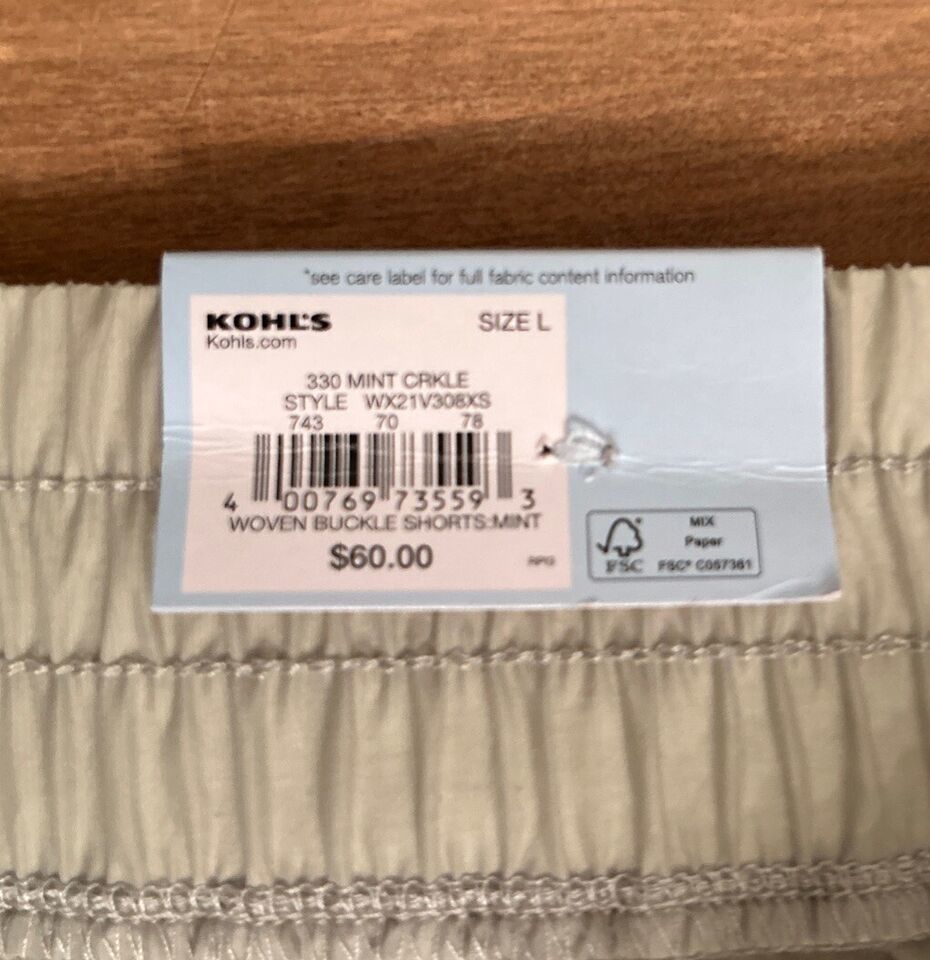 *see care label for full fabric content information
KOHL'S
SIZE L
Kohls.com
330 MINT CRKLE
STYLE WX21V308XS
743 70 78
4 00769 73559 3
WOVEN BUCKLE SHORTS:MINT
$60.00
RPG
MIX
Paper
FSC
FSC® C057361